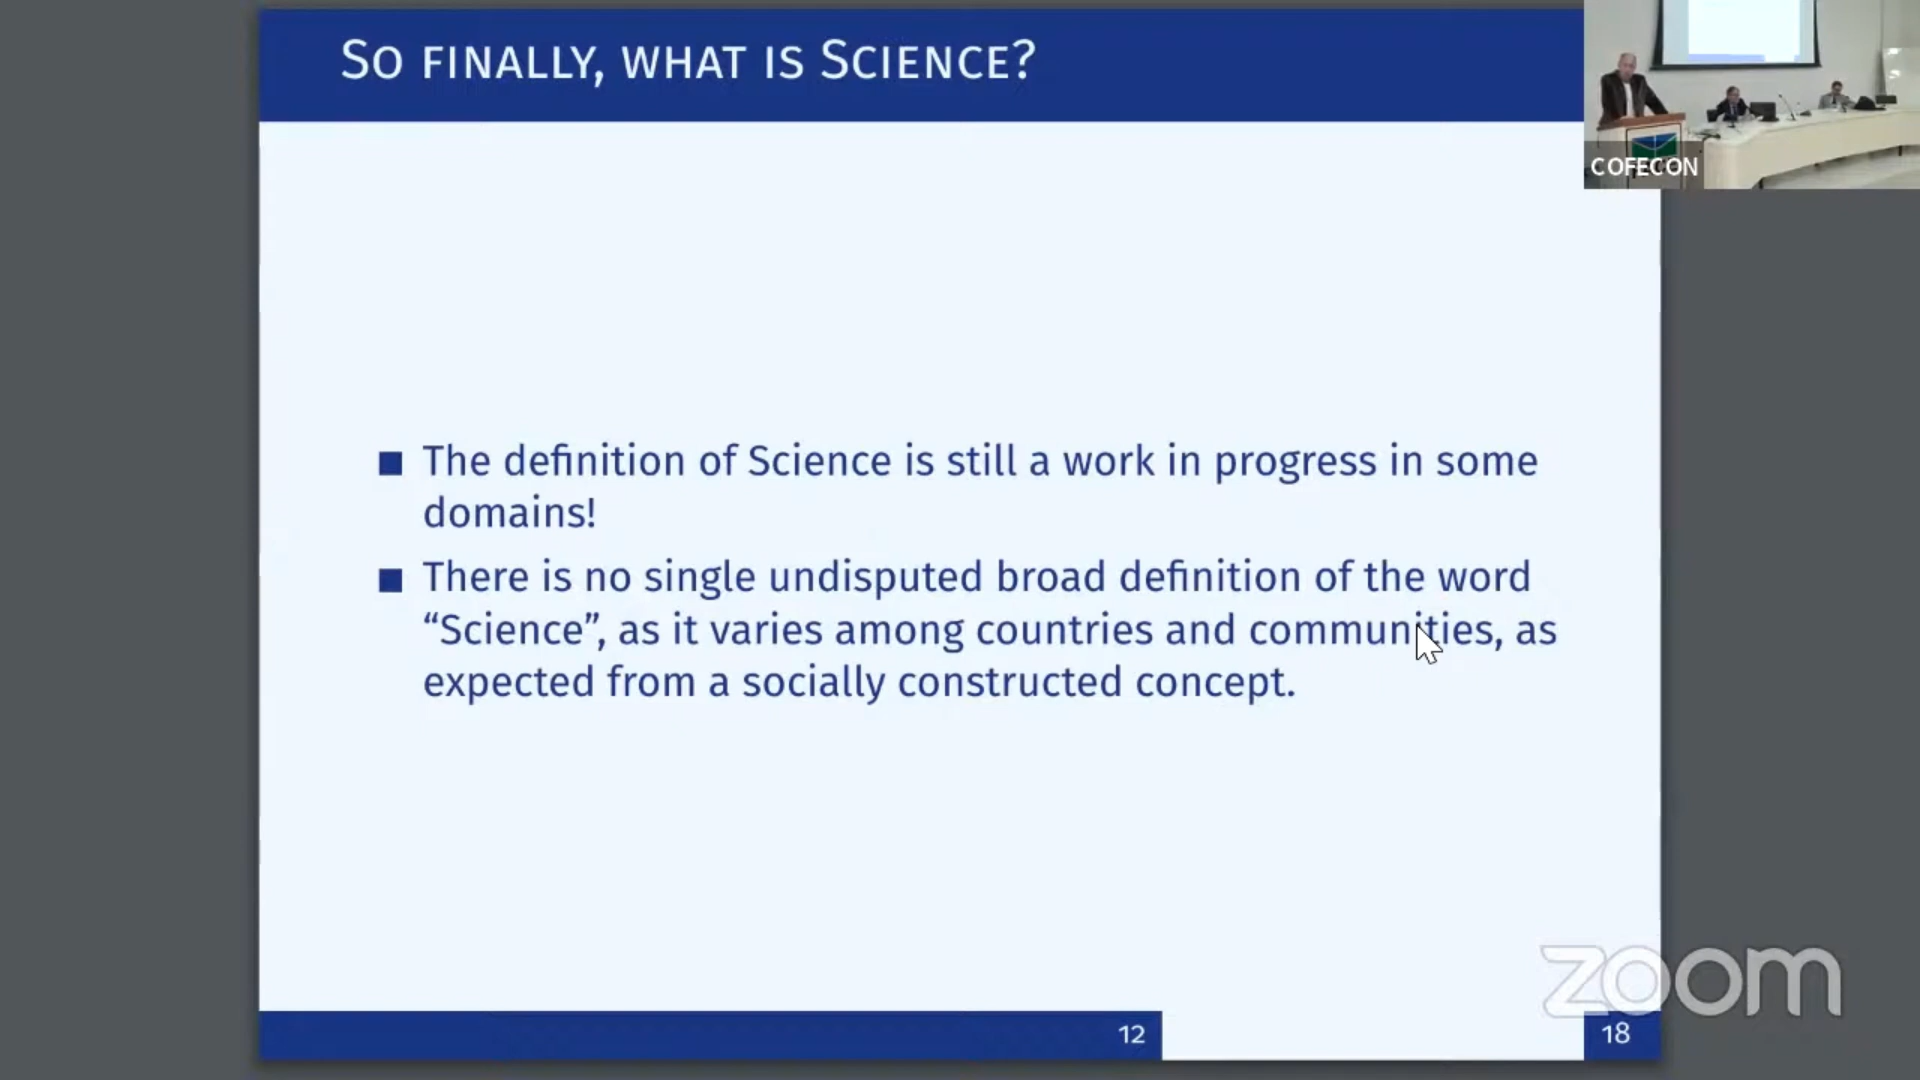 So finally, what is Science?
COFECON
■ The definition of Science is still a work in progress in some
domains!
■ There is no single undisputed broad definition of the word
“Science”, as it varies among countries and communities, as
expected from a socially constructed concept.
zoom
12
18